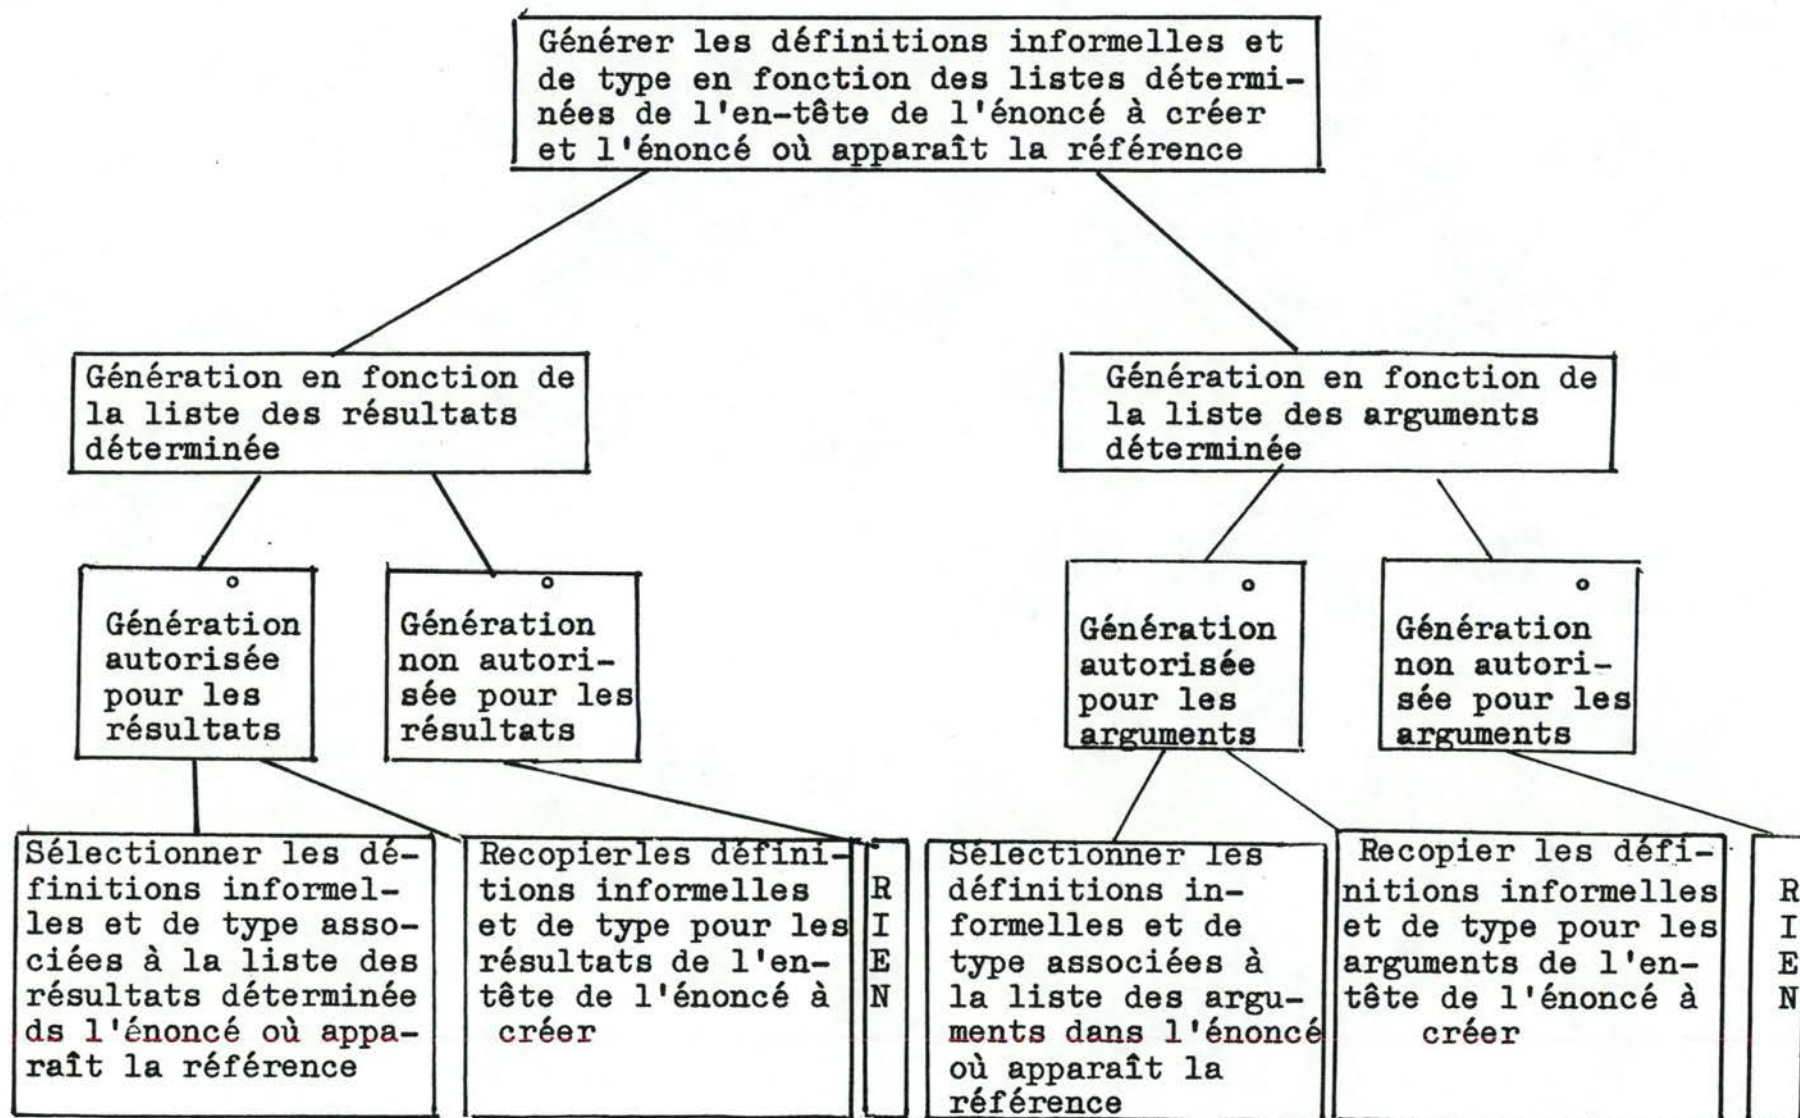 Générer les définitions informelles et
de type en fonction des listes détermi-
nées de l'en-tête de l'énoncé à créer
et l'énoncé où apparaît la référence
Génération en fonction de
la liste des résultats
déterminée
Génération en fonction de
la liste des arguments
déterminée
Génération
autorisée
pour les
résultats
Génération
non autori-
sée pour les
résultats
Génération
autorisée
pour les
arguments
Génération
non autori-
sée pour les
arguments
Sélectionner les dé-
finitions informel-
les et de type asso-
ciées à la liste des
résultats déterminée
ds l'énoncé où appa-
raît la référence
Recopierles défini-
tions informelles
et de type pour les
résultats de l'en-
tête de l'énoncé à
créer
R
I
E
N
Sélectionner les
définitions in-
formelles et de
type associées à
la liste des argu-
ments dans l'énoncé
où apparaît la
référence
Recopier les défi-
nitions informelles
et de type pour les
arguments de l'en-
tête de l'énoncé à
créer
R
I
E
N